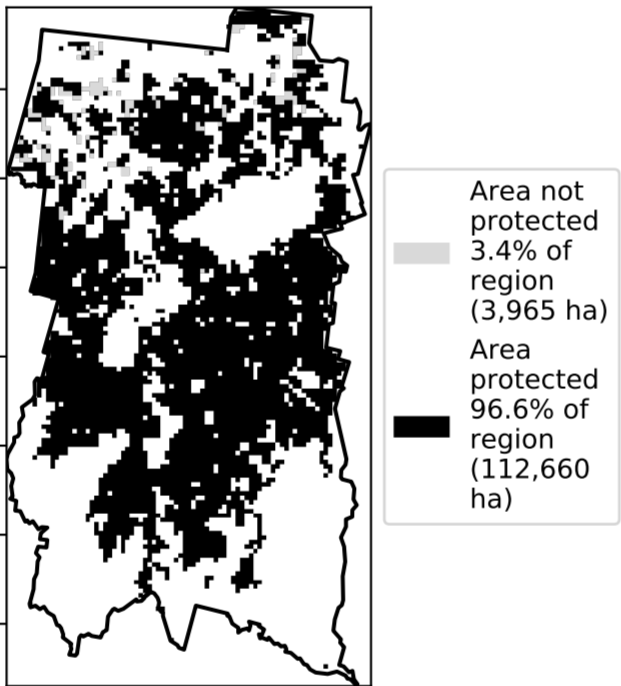 Area not
protected
3.4% of
region
(3,965 ha)
Area
protected
96.6% of
region
(112,660
ha)